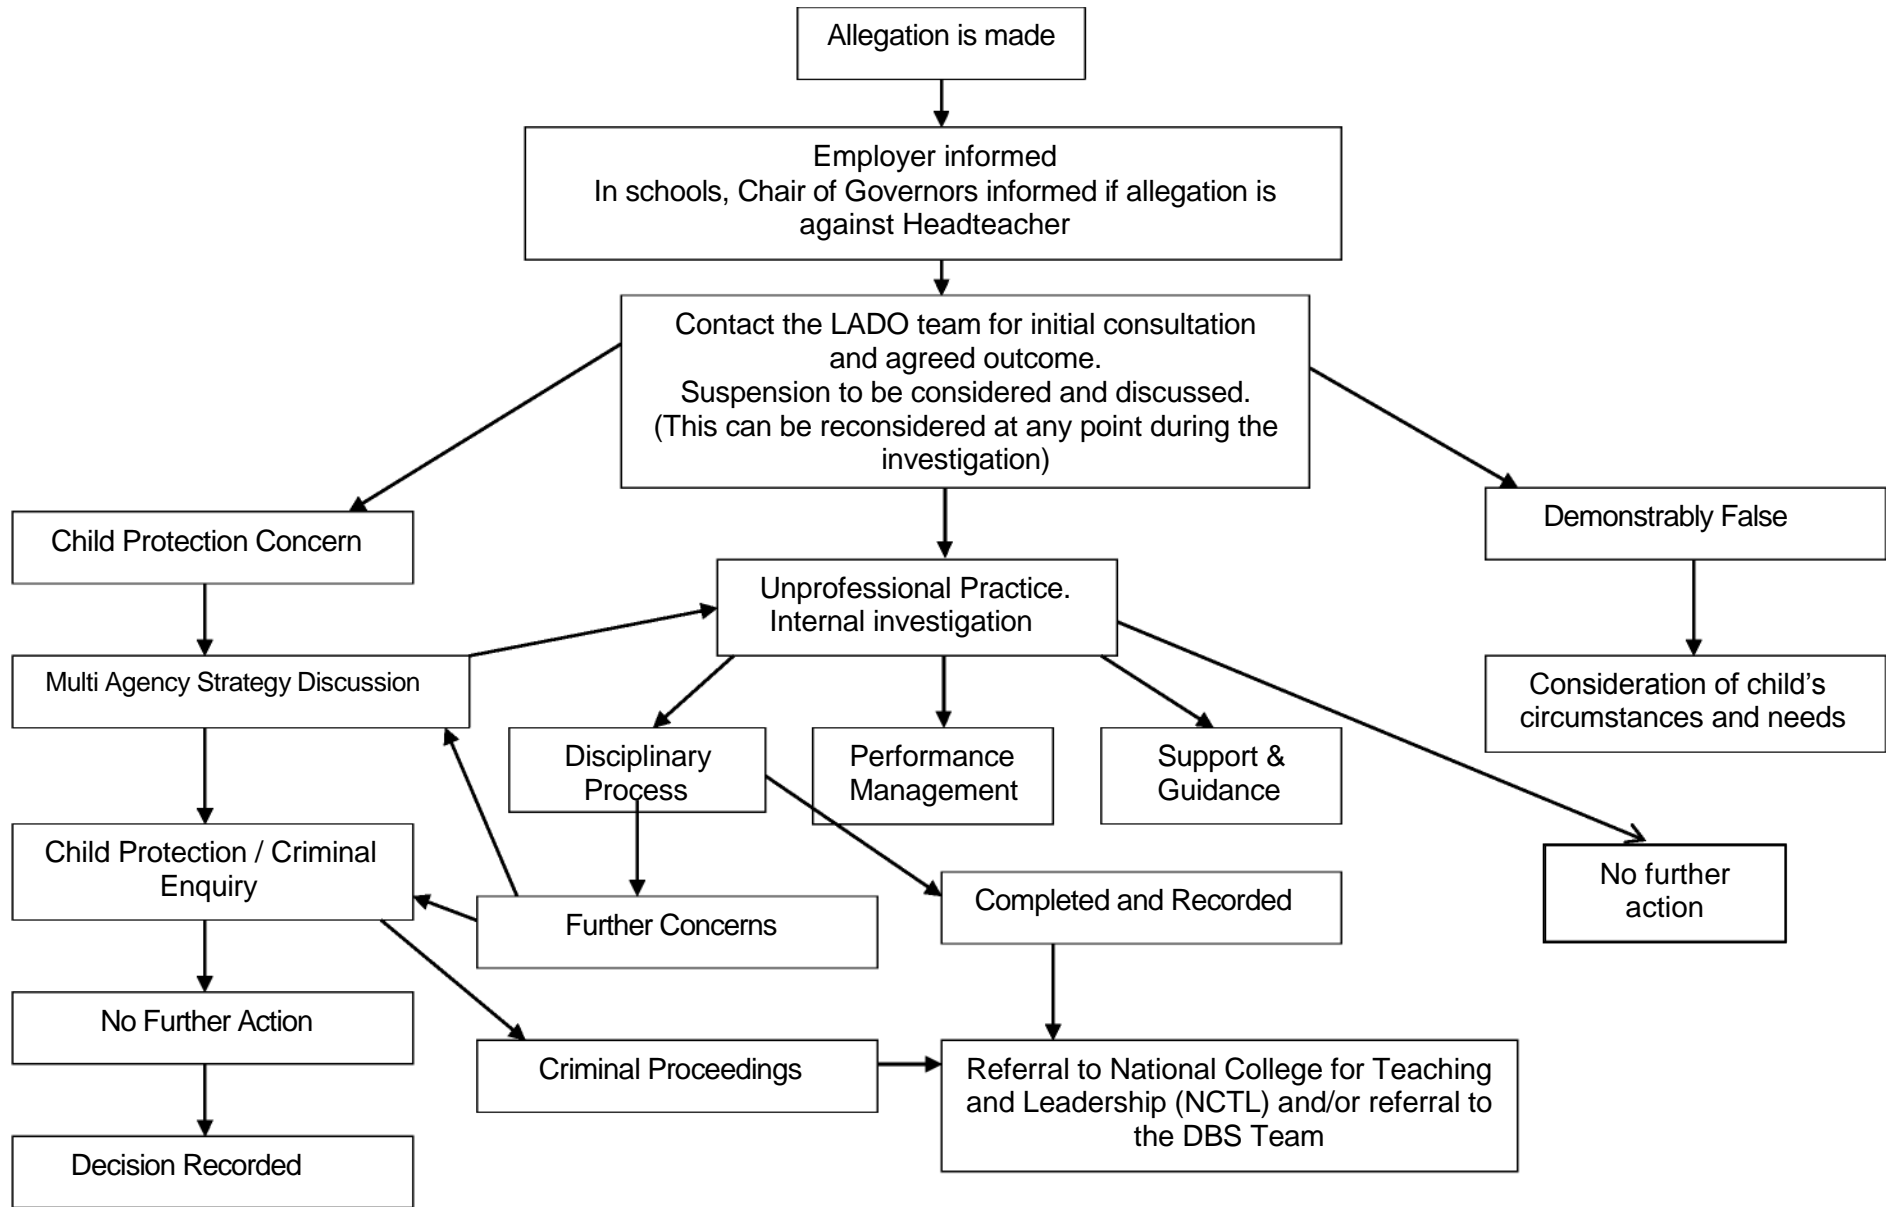 Allegation is made
Employer informed
In schools, Chair of Governors informed if allegation is
against Headteacher
Contact the LADO team for initial consultation
and agreed outcome.
Suspension to be considered and discussed.
(This can be reconsidered at any point during the
investigation)
Child Protection Concern
Demonstrably False
Unprofessional Practice.
Internal investigation
Multi Agency Strategy Discussion
Consideration of child’s
circumstances and needs
Disciplinary
Process
Performance
Management
Support &
Guidance
Child Protection / Criminal
Enquiry
Further Concerns
Completed and Recorded
No further
action
No Further Action
Criminal Proceedings
Referral to National College for Teaching
and Leadership (NCTL) and/or referral to
the DBS Team
Decision Recorded